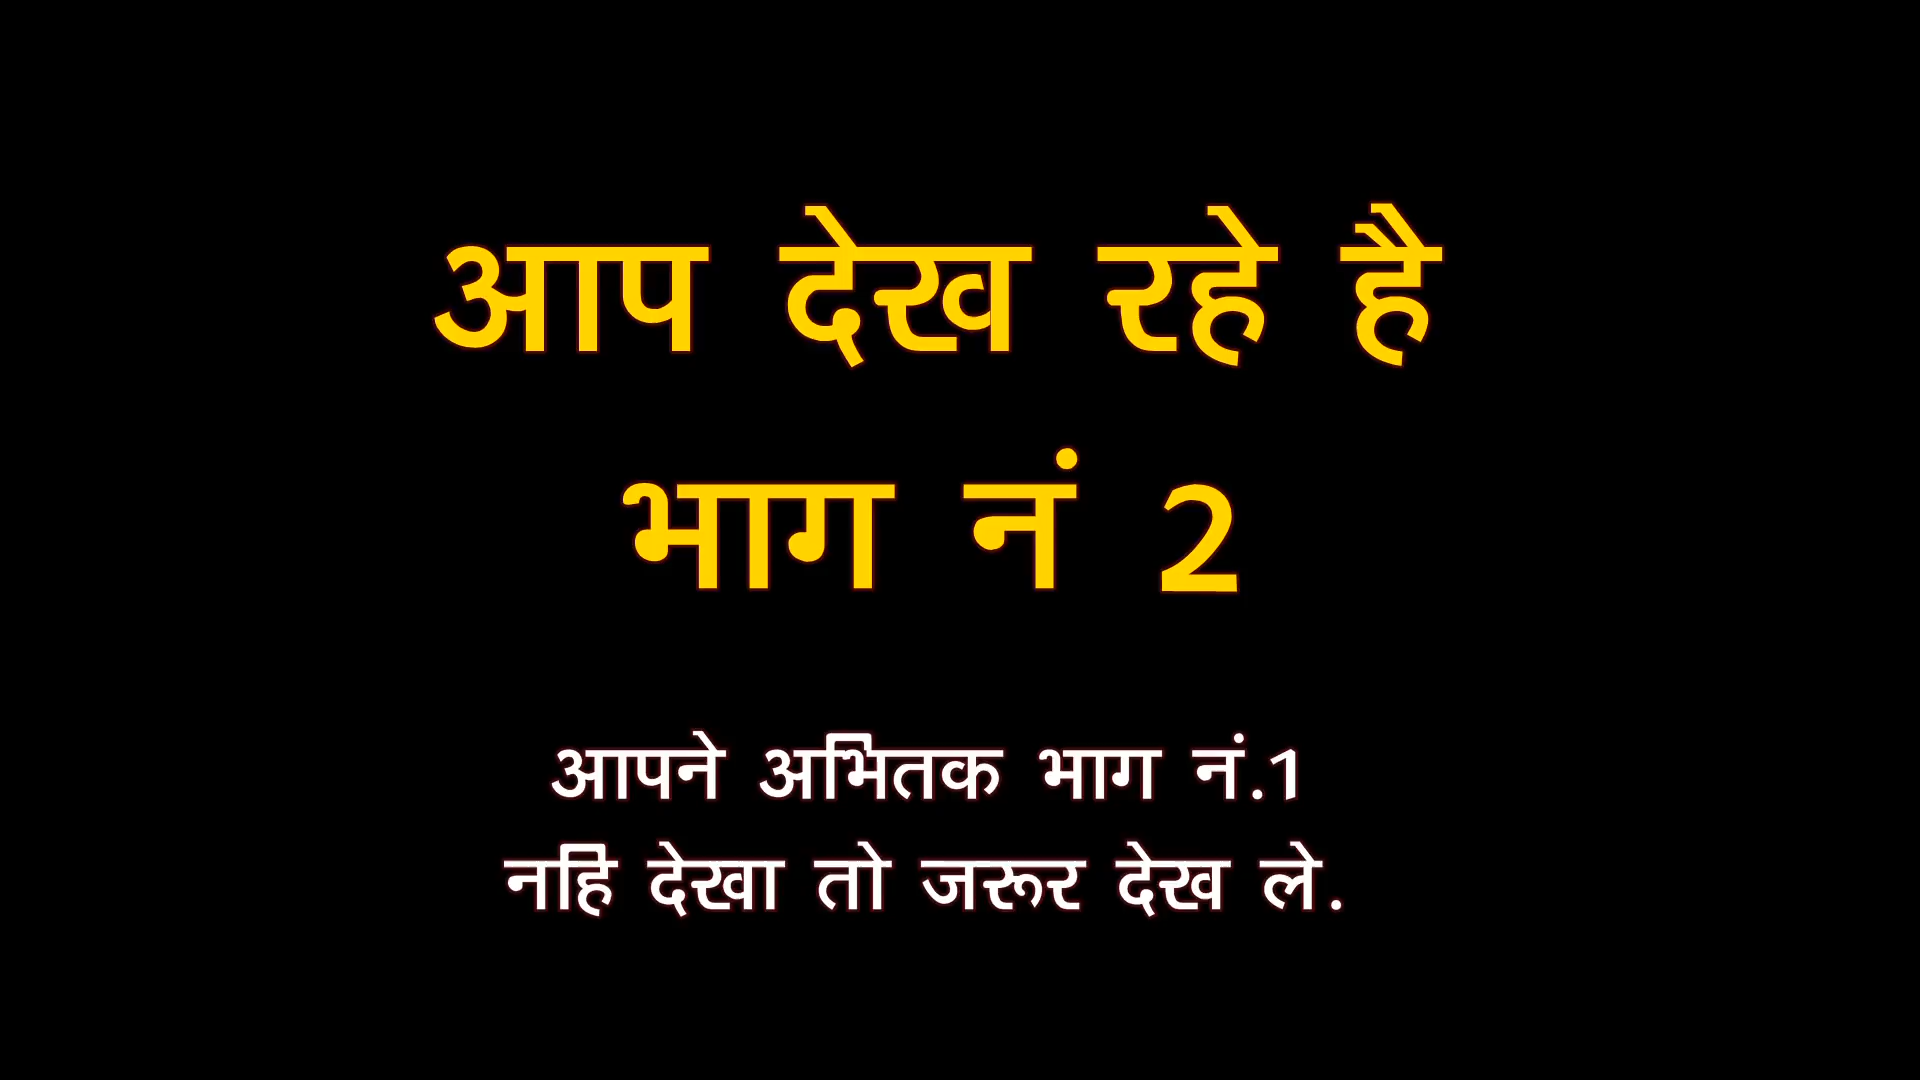 आप देख रहे है
भाग नं 2
आपने अभितक भाग नं.1
नहि देखा तो जरूर देख ले.